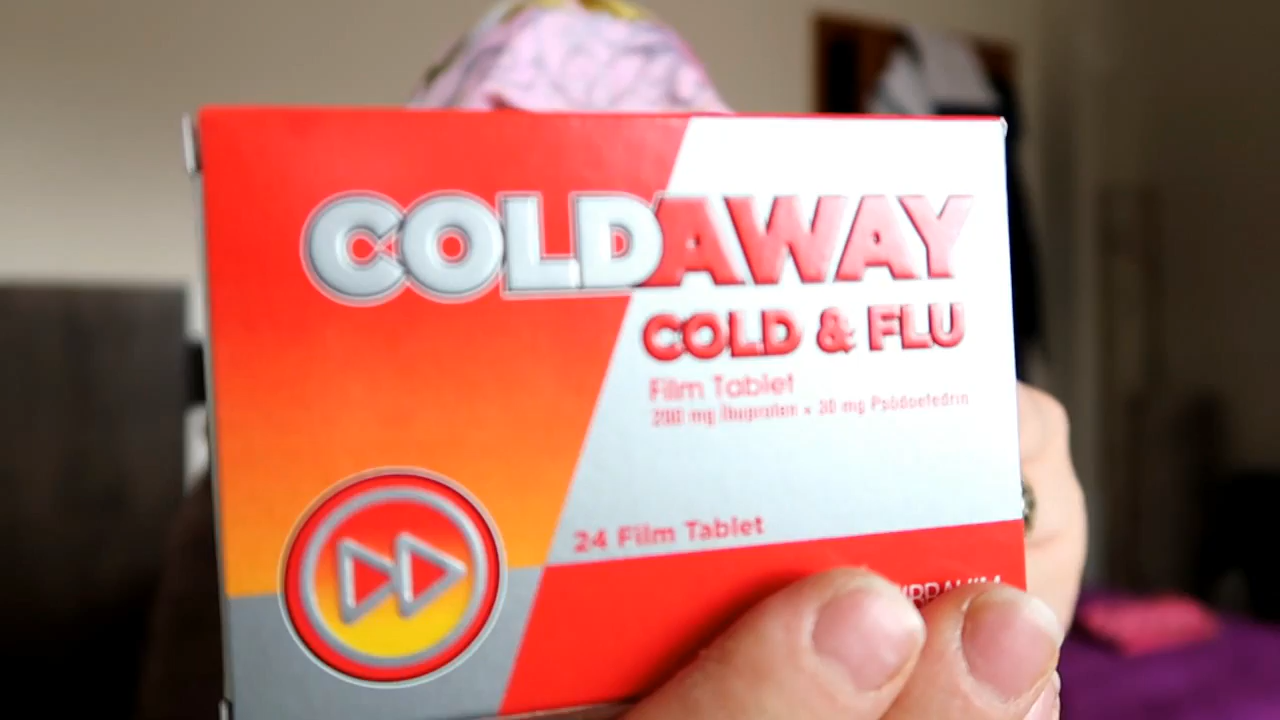 COLDAWAY
COLD & FLU
Film Tablet
200 mg İbuprofen + 30 mg Psödoefedrin
24 Film Tablet